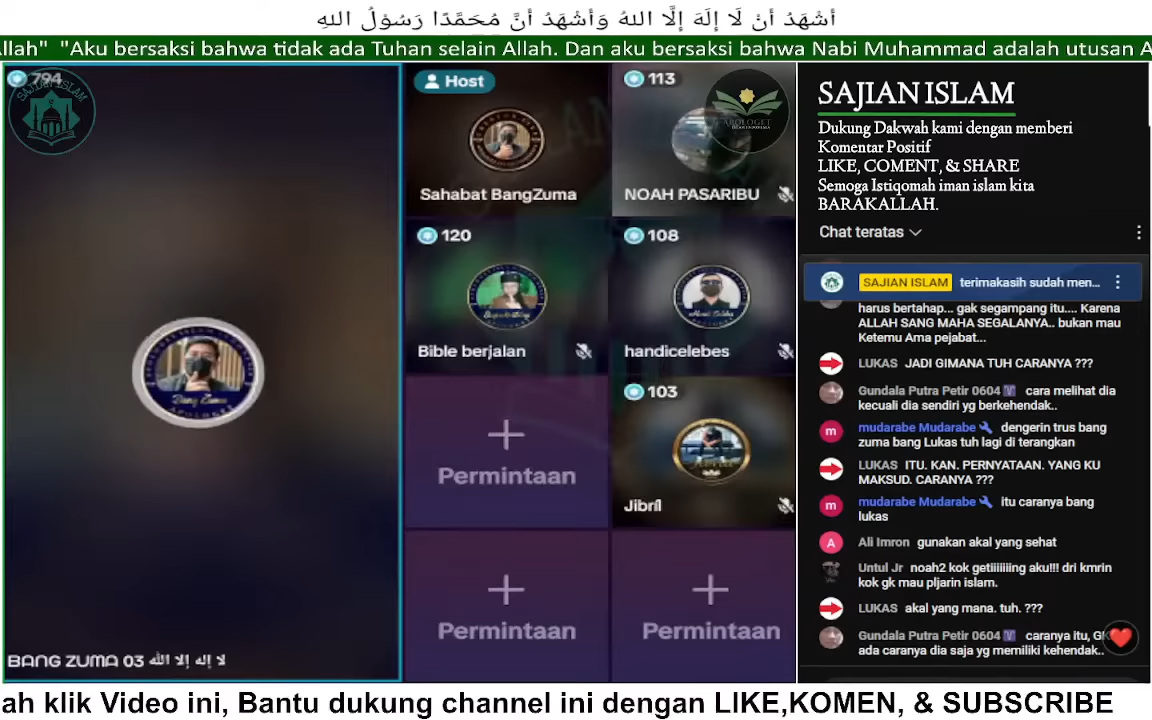 أَشْهَدُ أَنْ لَا إِلَهَ إِلَّا اللهُ وَأَشْهَدُ أَنَّ مُحَمَّدًا رَسُوْلُ اللهِ
llah" "Aku bersaksi bahwa tidak ada Tuhan selain Allah. Dan aku bersaksi bahwa Nabi Muhammad adalah utusan A
794
SAJIAN ISLAM
Host
Sahabat BangZuma
113
APOLOGET
NOAH PASARIBU
120
Bible berjalan
108
handicelebes
Permintaan
103
Jibril
Permintaan
Permintaan
Bang Zuma
BANG ZUMA 03 لا إله إلا الله
SAJIAN ISLAM
Dukung Dakwah kami dengan memberi
Komentar Positif
LIKE, COMENT, & SHARE
Semoga Istiqomah iman islam kita
BARAKALLAH.
Chat teratas
SAJIAN ISLAM terimakasih sudah men...
harus bertahap... gak segampang itu.... Karena
ALLAH SANG MAHA SEGALANYA.. bukan mau
Ketemu Ama pejabat...
LUKAS JADI GIMANA TUH CARANYA ???
Gundala Putra Petir 0604 cara melihat dia
kecuali dia sendiri yg berkehendak..
m mudarabe Mudarabe dengerin trus bang
zuma bang Lukas tuh lagi di terangkan
LUKAS ITU. KAN. PERNYATAAN. YANG KU
MAKSUD. CARANYA ???
m mudarabe Mudarabe itu caranya bang
lukas
A Ali Imron gunakan akal yang sehat
Untul Jr noah2 kok getiiiiiiing aku!!! dri kmrin
kok gk mau pljarin islam.
LUKAS akal yang mana. tuh. ???
Gundala Putra Petir 0604 caranya itu, G
ada caranya dia saja yg memiliki kehendak..
ah klik Video ini, Bantu dukung channel ini dengan LIKE,KOMEN, & SUBSCRIBE